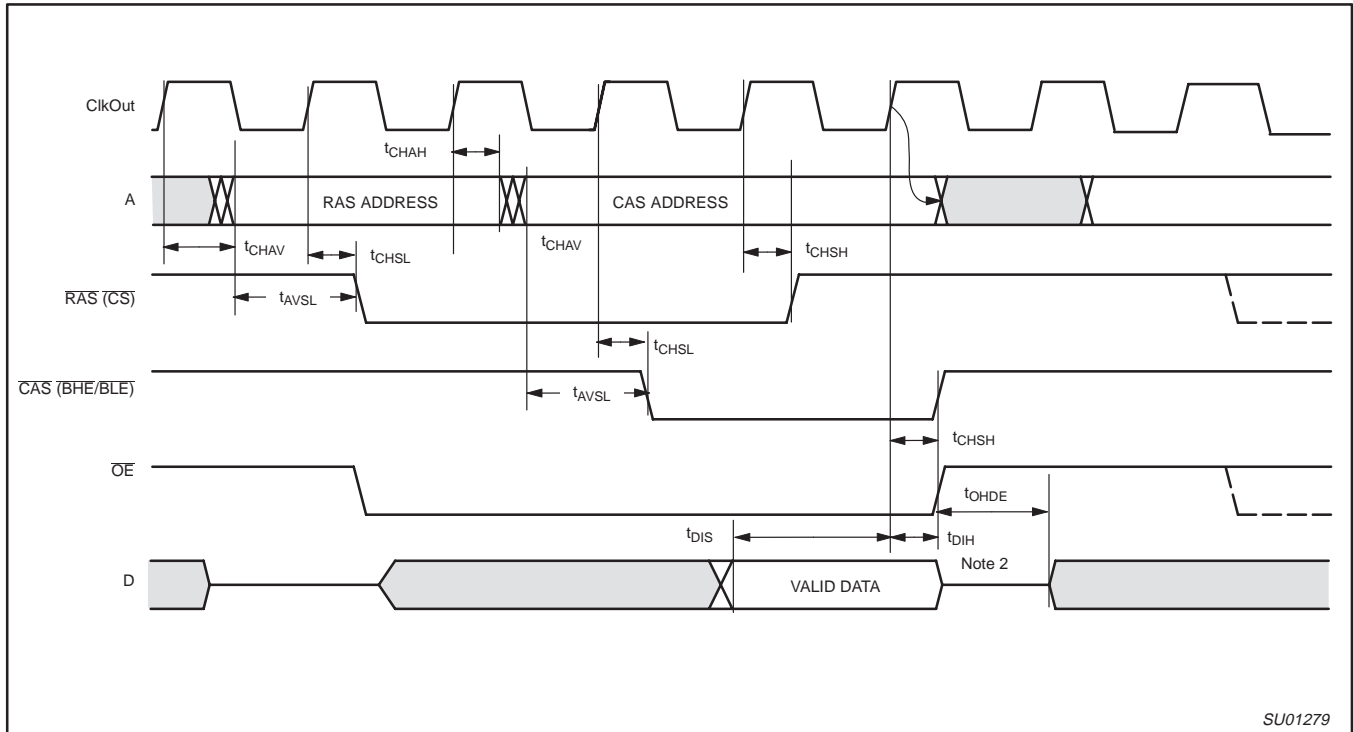 ClkOut
tCHAH
A
RAS ADDRESS
CAS ADDRESS
tCHAV
tCHSL
tCHAV
tCHSH
RAS (CS)
tAVSL
tCHSL
CAS (BHE/BLE)
tAVSL
tCHSH
OE
tOHDE
tDIS
tDIH
Note 2
D
VALID DATA
SU01279